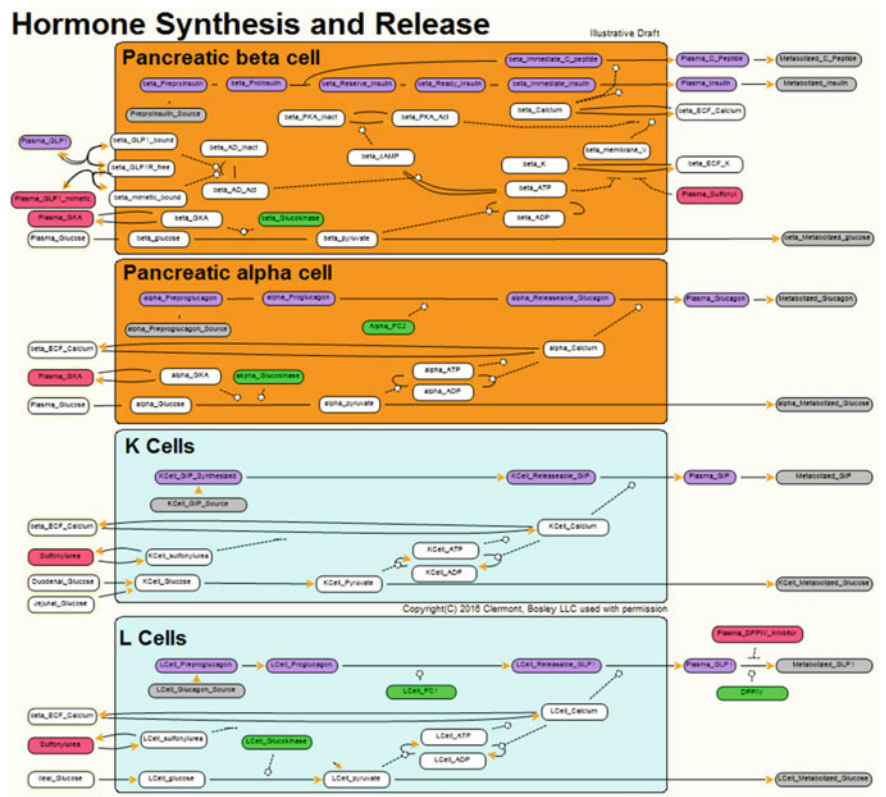 Hormone Synthesis and Release
Illustrative Draft
Pancreatic beta cell
beta_Immediate_C_peptide
Plasma_C_Peptide
Metabolized_C_Peptide
beta_PreproInsulin
beta_ProInsulin
beta_Reserve_Insulin
beta_Ready_Insulin
beta_Immediate_Insulin
Plasma_Insulin
Metabolized_Insulin
PreproInsulin_Source
beta_Calcium
beta_ECF_Calcium
beta_PKA_Inact
beta_PKA_Act
Plasma_GLP1
beta_GLP1_bound
beta_AD_Inact
beta_membrane_V
beta_cAMP
beta_GLP1R_free
beta_K
beta_ECF_K
Plasma_GLP1_mimetic
beta_mimetic_bound
beta_AD_Act
beta_ATP
Plasma_Sulfonyl
Plasma_GKA
beta_GKA
beta_Glucokinase
beta_ADP
Plasma_Glucose
beta_glucose
beta_pyruvate
beta_Metabolized_glucose
Pancreatic alpha cell
alpha_Preproglucagon
alpha_Proglucagon
alpha_Releaseable_Glucagon
Plasma_Glucagon
Metabolized_Glucagon
alpha_Preproglucagon_Source
Alpha_PC2
beta_ECF_Calcium
alpha_Calcium
Plasma_GKA
alpha_GKA
akpha_Glucokinase
alpha_ATP
alpha_ADP
Plasma_Glucose
alpha_Glucose
alpha_pyruvate
alpha_Metabolized_Glucose
K Cells
KCell_GIP_Synthesized
KCell_Releaseable_GIP
Plasma_GIP
Metabolized_GIP
KCell_GIP_Source
beta_ECF_Calcium
KCell_Calcium
Sulfonylurea
KCell_sulfonylurea
KCell_ATP
KCell_ADP
Duodenal_Glucose
KCell_Glucose
KCell_Pyruvate
KCell_Metabolized_Glucose
Jejunal_Glucose
Copyright(C) 2016 Clermont, Bosley LLC used with permission
L Cells
Plasma_DPPIV_Inhibitor
LCell_Preproglucagon
LCell_Proglucagon
LCell_Releasable_GLP1
Plasma_GLP1
Metabolized_GLP1
LCell_Glucagon_Source
LCell_PC1
DPPIV
beta_ECF_Calcium
LCell_Calcium
Sulfonylurea
LCell_sulfonylurea
LCell_Glucokinase
LCell_ATP
LCell_ADP
Ileal_Glucose
LCell_glucose
LCell_pyruvate
LCell_Metabolized_Glucose